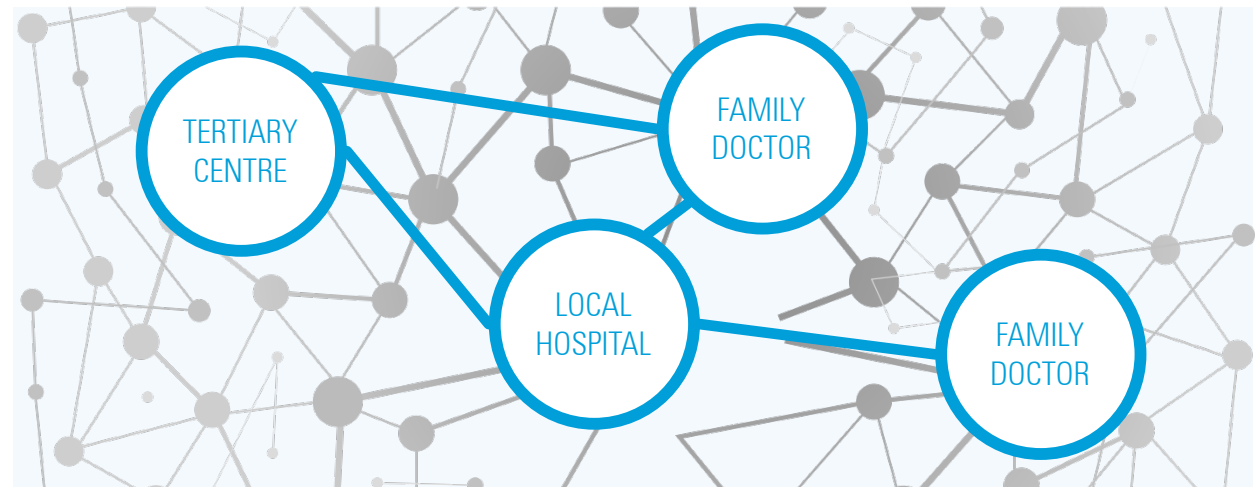 TERTIARY
CENTRE
FAMILY
DOCTOR
LOCAL
HOSPITAL
FAMILY
DOCTOR